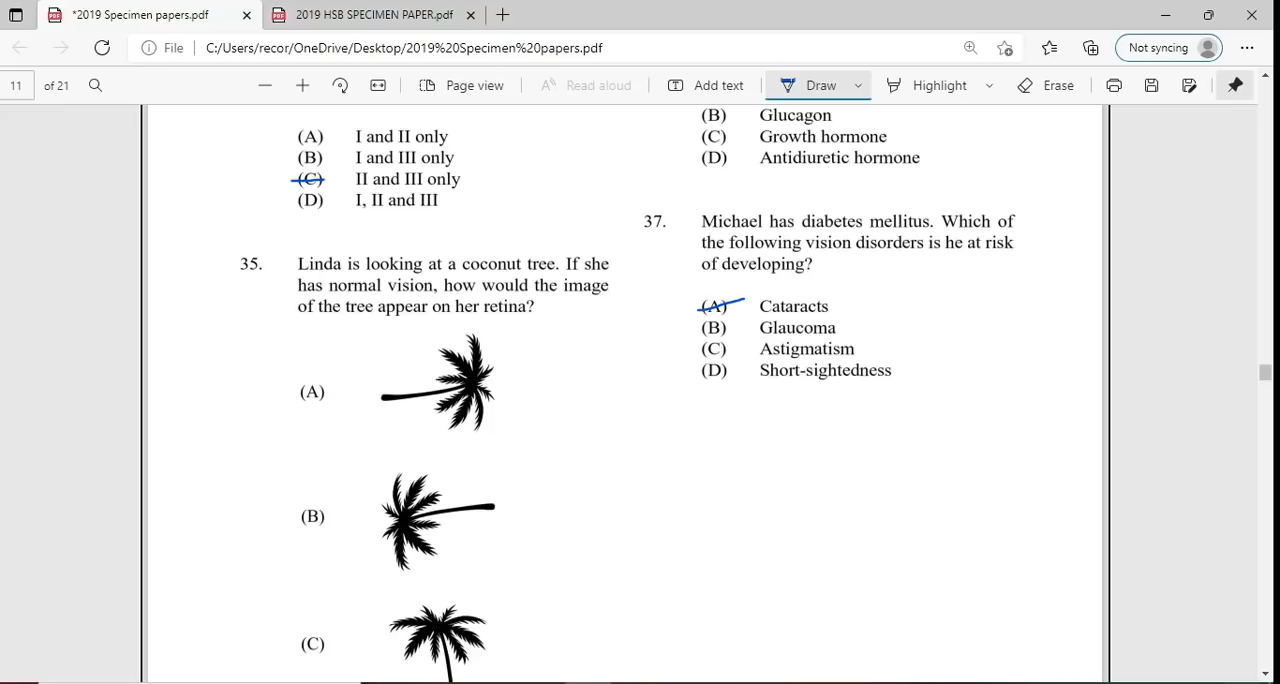 *2019 Specimen papers.pdf
2019 HSB SPECIMEN PAPER.pdf
File
C:/Users/recor/OneDrive/Desktop/2019%20Specimen%20papers.pdf
Not syncing
11
of 21
Page view
Read aloud
Add text
Draw
Highlight
Erase
(A) I and II only
(B) I and III only
(C) II and III only
(D) I, II and III
35. Linda is looking at a coconut tree. If she
has normal vision, how would the image
of the tree appear on her retina?
(A)
(B)
(C)
(B) Glucagon
(C) Growth hormone
(D) Antidiuretic hormone
37. Michael has diabetes mellitus. Which of
the following vision disorders is he at risk
of developing?
(A) Cataracts
(B) Glaucoma
(C) Astigmatism
(D) Short-sightedness